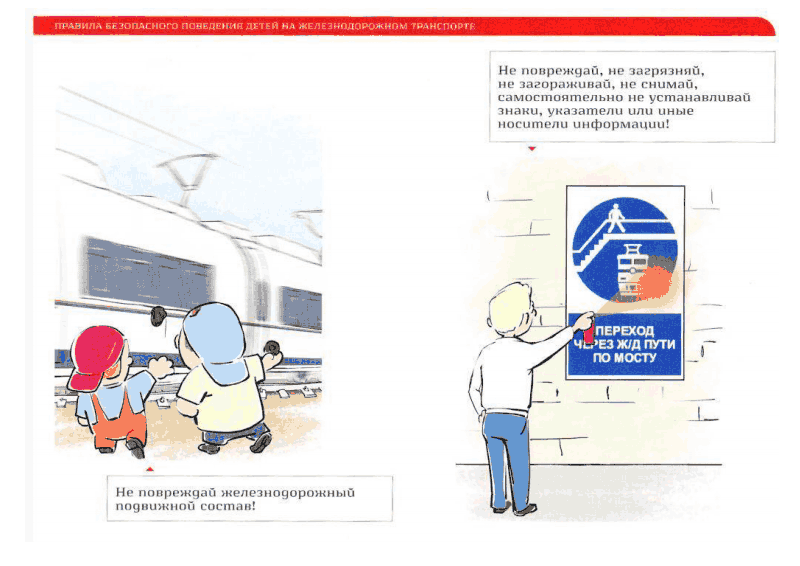 ПРАВИЛА БЕЗОПАСНОГО ПОВЕДЕНИЯ ДЕТЕЙ НА ЖЕЛЕЗНОДОРОЖНОМ ТРАНСПОРТЕ
Не повреждай, не загрязняй,
не загораживай, не снимай,
самостоятельно не устанавливай
знаки, указатели или иные
носители информации!
ПЕРЕХОД
ЧЕРЕЗ Ж/Д ПУТИ
ПО МОСТУ
Не повреждай железнодорожный
подвижной состав!